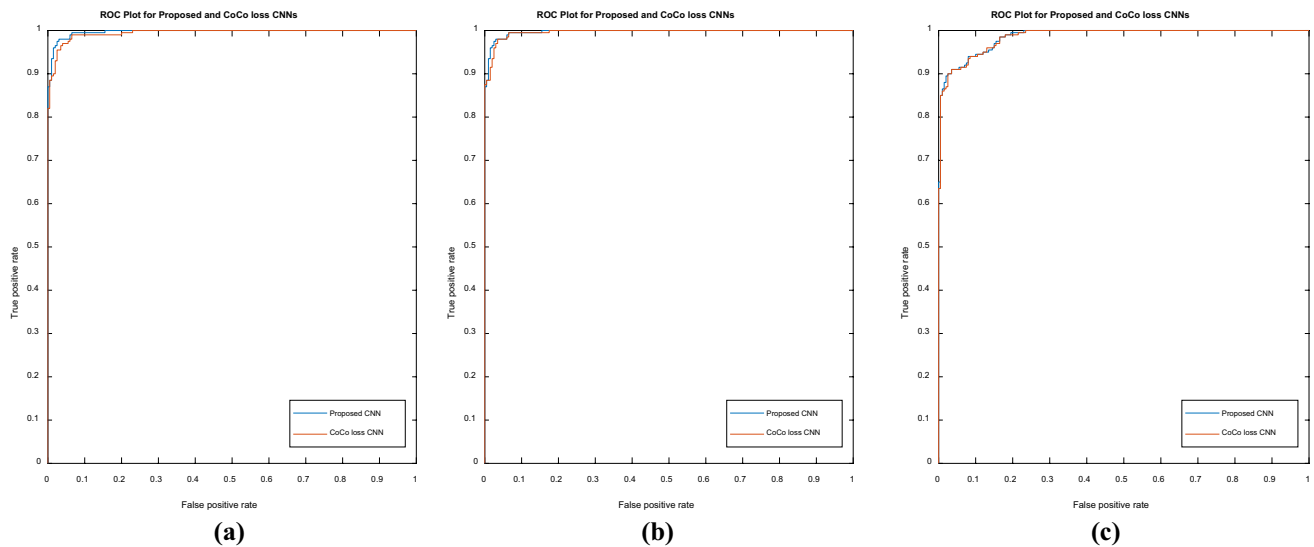 ROC Plot for Proposed and CoCo loss CNNs
1
0.9
0.8
0.7
0.6
0.5
0.4
0.3
0.2
0.1
0
True positive rate
Proposed CNN
CoCo loss CNN
0 0.1 0.2 0.3 0.4 0.5 0.6 0.7 0.8 0.9 1
False positive rate
(a)
ROC Plot for Proposed and CoCo loss CNNs
1
0.9
0.8
0.7
0.6
0.5
0.4
0.3
0.2
0.1
0
True positive rate
Proposed CNN
CoCo loss CNN
0 0.1 0.2 0.3 0.4 0.5 0.6 0.7 0.8 0.9 1
False positive rate
(b)
ROC Plot for Proposed and CoCo loss CNNs
1
0.9
0.8
0.7
0.6
0.5
0.4
0.3
0.2
0.1
0
True positive rate
Proposed CNN
CoCo loss CNN
0 0.1 0.2 0.3 0.4 0.5 0.6 0.7 0.8 0.9 1
False positive rate
(c)